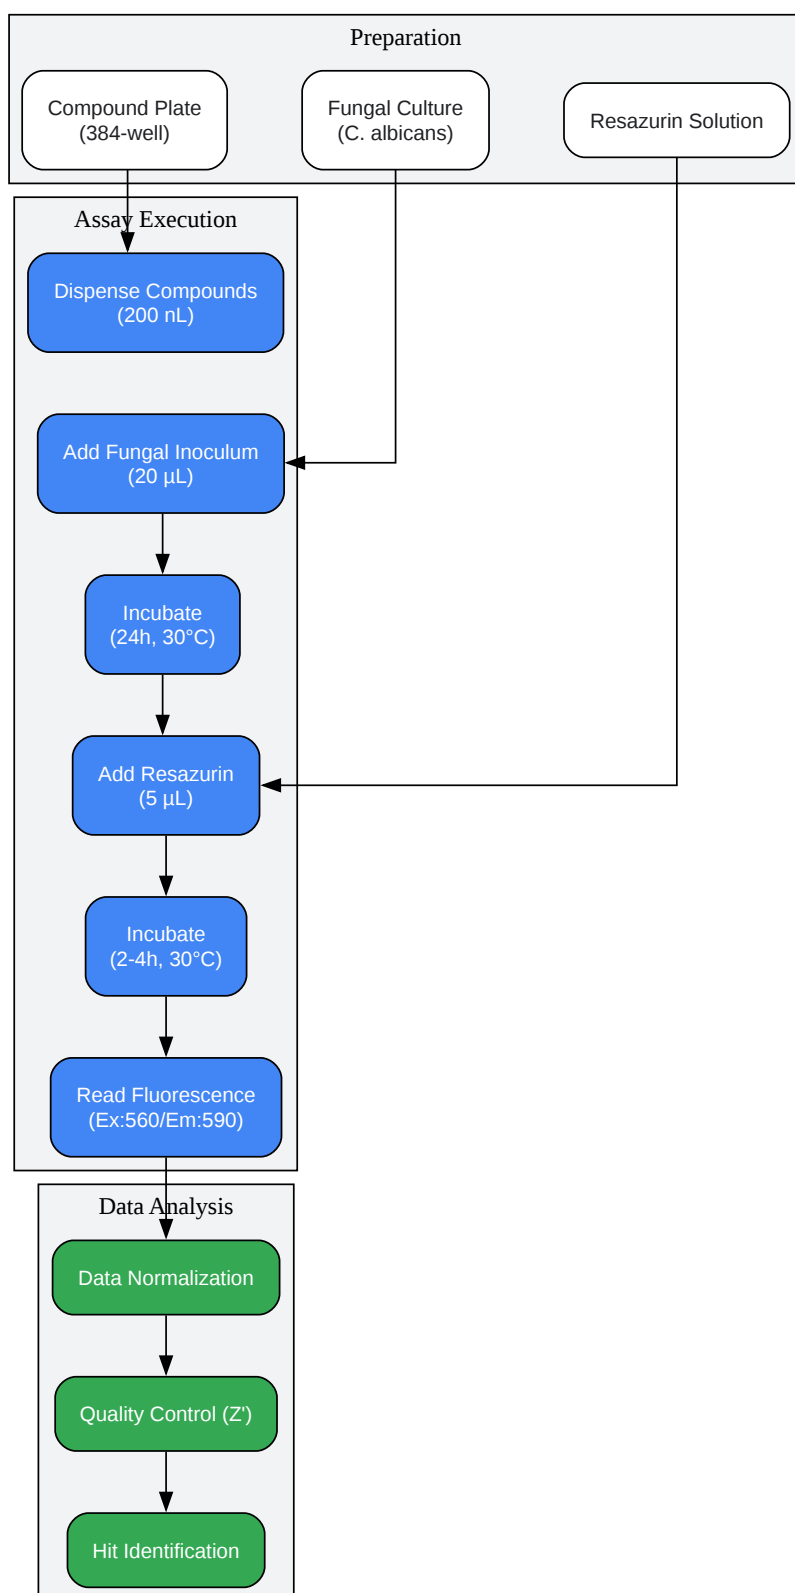 Preparation
Compound Plate
(384-well)
Fungal Culture
(C. albicans)
Resazurin Solution
Assay Execution
Dispense Compounds
(200 nL)
Add Fungal Inoculum
(20 µL)
Incubate
(24h, 30°C)
Add Resazurin
(5 µL)
Incubate
(2-4h, 30°C)
Read Fluorescence
(Ex:560/Em:590)
Data Analysis
Data Normalization
Quality Control (Z')
Hit Identification